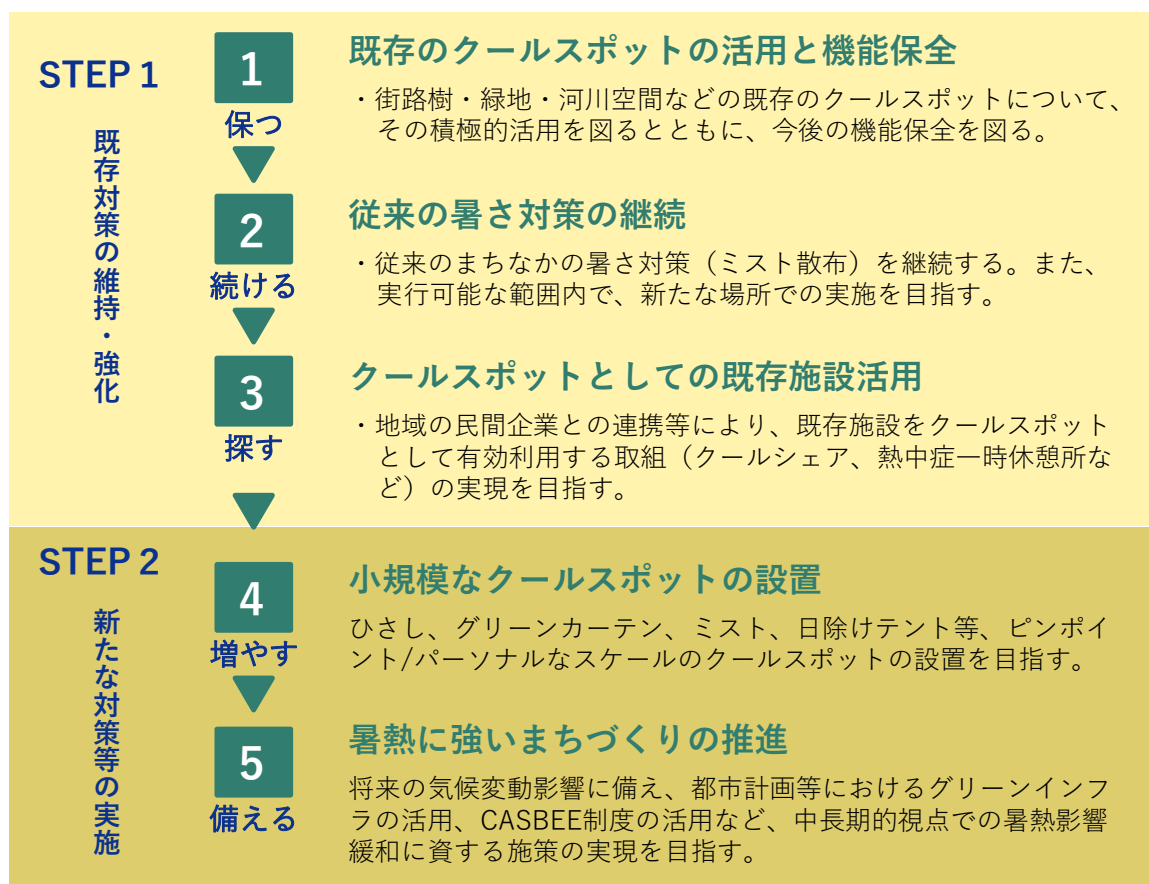 STEP 1
既存対策の維持・強化
1
保つ
既存のクールスポットの活用と機能保全
・街路樹・緑地・河川空間などの既存のクールスポットについて、
その積極的活用を図るとともに、今後の機能保全を図る。
2
続ける
従来の暑さ対策の継続
・従来のまちなかの暑さ対策（ミスト散布）を継続する。また、
実行可能な範囲内で、新たな場所での実施を目指す。
3
探す
クールスポットとしての既存施設活用
・地域の民間企業との連携等により、既存施設をクールスポット
として有効利用する取組（クールシェア、熱中症一時休憩所な
ど）の実現を目指す。
STEP 2
新たな対策等の実施
4
増やす
小規模なクールスポットの設置
ひさし、グリーンカーテン、ミスト、日除けテント等、ピンポイ
ント/パーソナルなスケールのクールスポットの設置を目指す。
5
備える
暑熱に強いまちづくりの推進
将来の気候変動影響に備え、都市計画等におけるグリーンインフ
ラの活用、CASBEE制度の活用など、中長期的視点での暑熱影響
緩和に資する施策の実現を目指す。